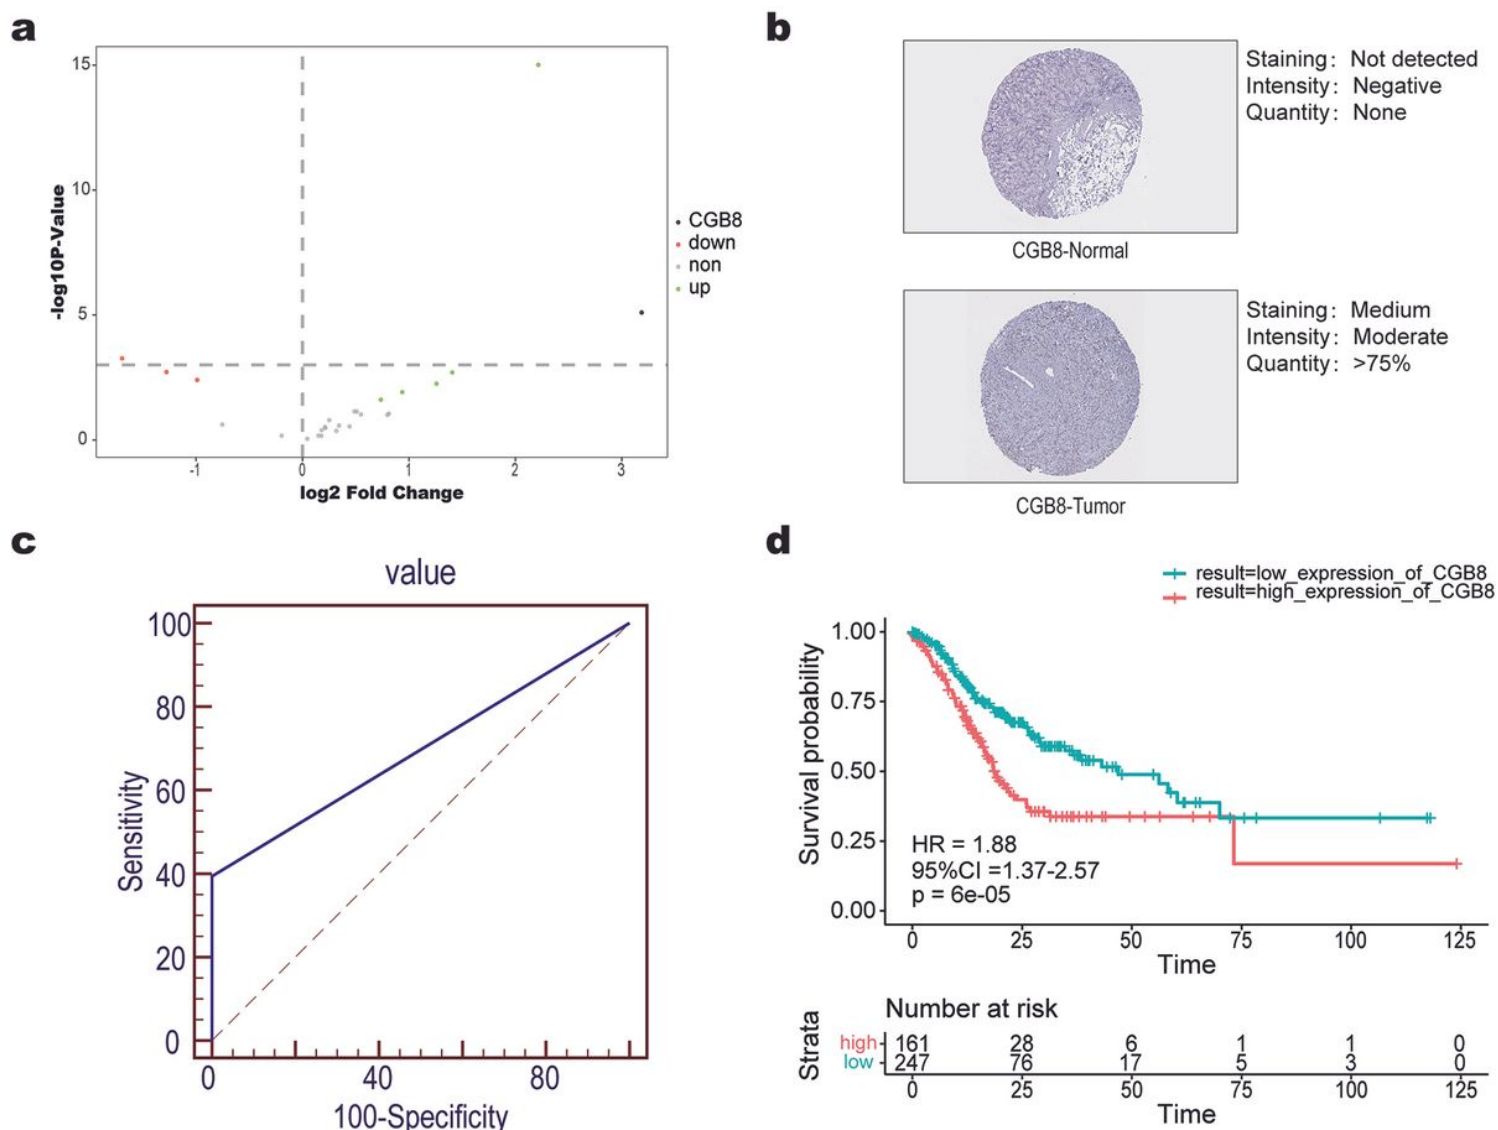 a
15
10
5
0
-log10P-Value
-1 0 1 2 3
log2 Fold Change
CGB8
down
non
up
b
Staining: Not detected
Intensity: Negative
Quantity: None
CGB8-Normal
Staining: Medium
Intensity: Moderate
Quantity: >75%
CGB8-Tumor
c
value
100
80
60
40
20
0
Sensitivity
0 40 80
100-Specificity
d
result=low_expression_of_CGB8
result=high_expression_of_CGB8
1.00
0.75
0.50
0.25
0.00
Survival probability
HR = 1.88
95%CI =1.37-2.57
p = 6e-05
0 25 50 75 100 125
Time
Number at risk
Strata
high 161 28 6 1 1 0
low 247 76 17 5 3 0
0 25 50 75 100 125
Time